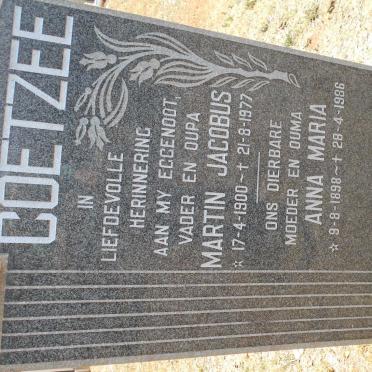 COETZEE
IN
LIEFDEVOLLE
HERINNERING
AAN MY EGGENOOT,
VADER EN OUPA
MARTIN JACOBUS
☆ 17-4-1900 ~ ✝ 21-8-1977
ONS DIERBARE
MOEDER EN OUMA
ANNA MARIA
☆ 9-8-1898 ~ ✝ 28-4-1986